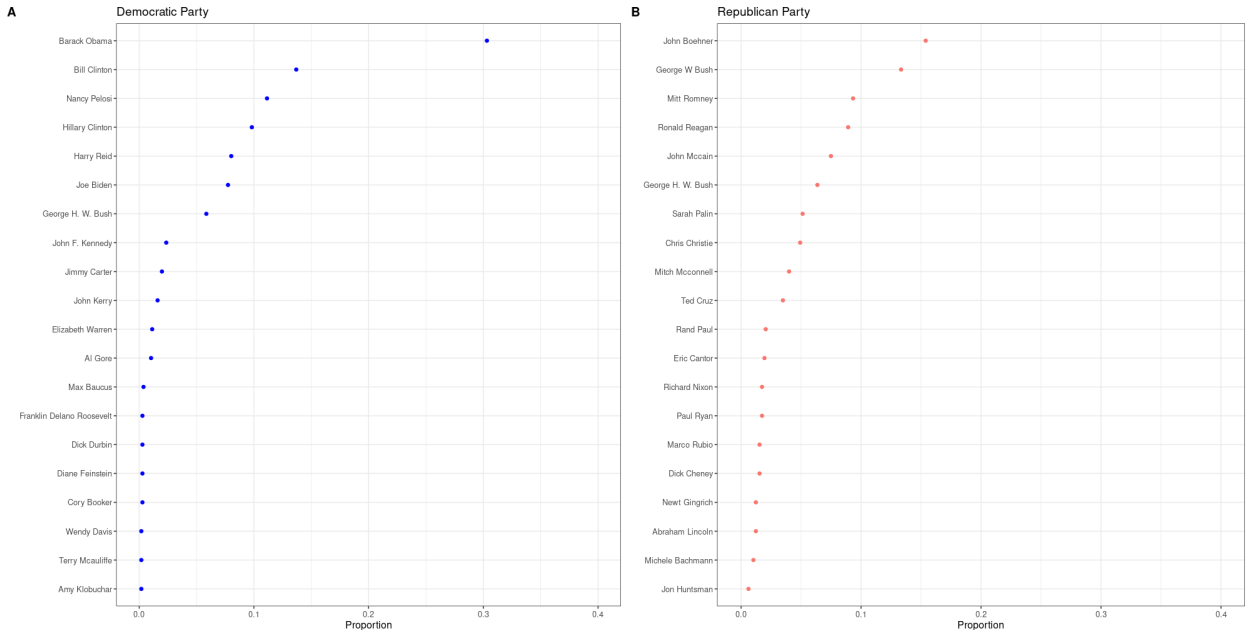 A
Democratic Party
Barack Obama
Bill Clinton
Nancy Pelosi
Hillary Clinton
Harry Reid
Joe Biden
George H. W. Bush
John F. Kennedy
Jimmy Carter
John Kerry
Elizabeth Warren
Al Gore
Max Baucus
Franklin Delano Roosevelt
Dick Durbin
Diane Feinstein
Cory Booker
Wendy Davis
Terry Mcauliffe
Amy Klobuchar
0.0 0.1 0.2 0.3 0.4
Proportion
B
Republican Party
John Boehner
George W Bush
Mitt Romney
Ronald Reagan
John Mccain
George H. W. Bush
Sarah Palin
Chris Christie
Mitch Mcconnell
Ted Cruz
Rand Paul
Eric Cantor
Richard Nixon
Paul Ryan
Marco Rubio
Dick Cheney
Newt Gingrich
Abraham Lincoln
Michele Bachmann
Jon Huntsman
0.0 0.1 0.2 0.3 0.4
Proportion